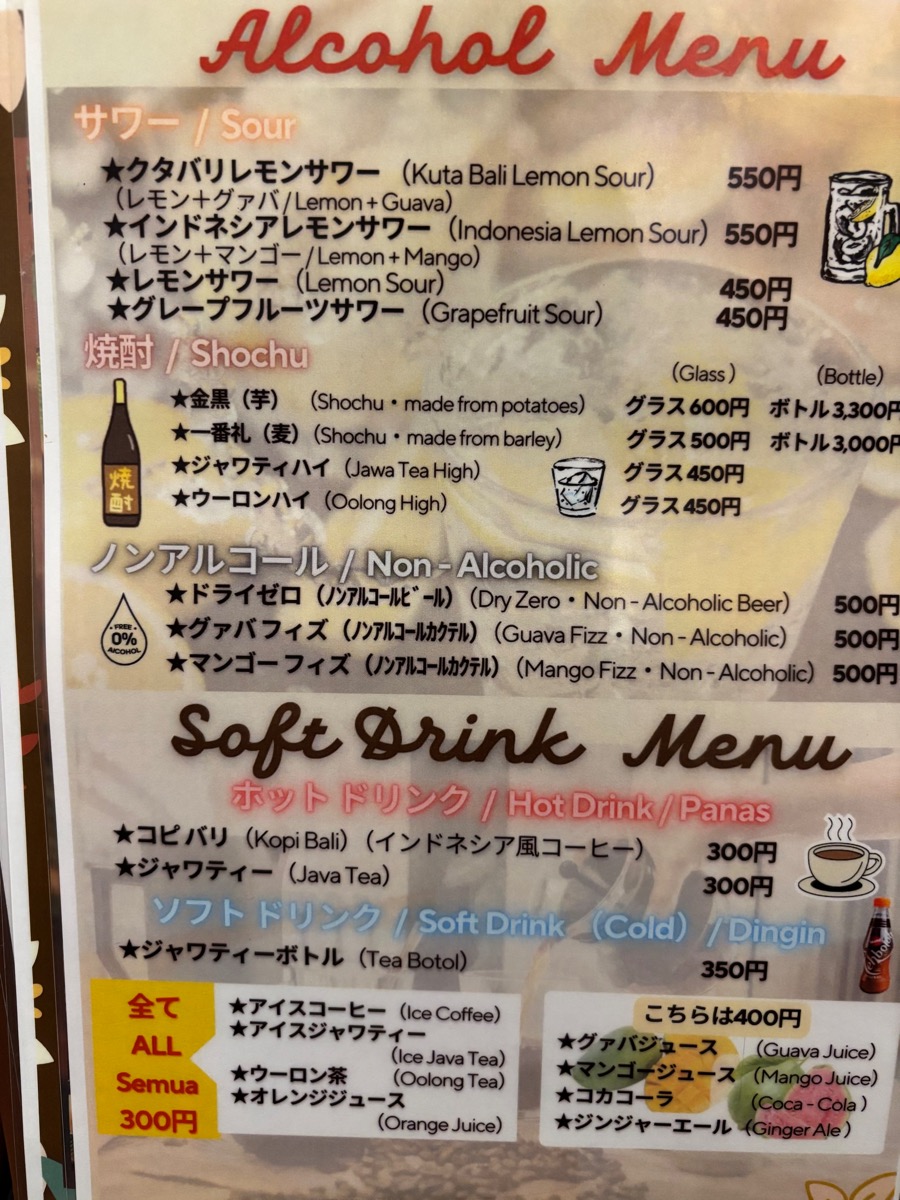 Alcohol Menu
サワー / Sour
★クタバリレモンサワー （Kuta Bali Lemon Sour） 550円
（レモン＋グァバ / Lemon + Guava）
★インドネシアレモンサワー （Indonesia Lemon Sour） 550円
（レモン＋マンゴー / Lemon + Mango）
★レモンサワー （Lemon Sour） 450円
★グレープフルーツサワー （Grapefruit Sour） 450円
焼酎 / Shochu
（Glass） （Bottle）
★金黒（芋） （Shochu・made from potatoes） グラス 600円 ボトル 3,300円
★一番札（麦） （Shochu・made from barley） グラス 500円 ボトル 3,000円
★ジャワティハイ （Jawa Tea High） グラス 450円
★ウーロンハイ （Oolong High） グラス 450円
焼酎
ノンアルコール / Non - Alcoholic
★ドライゼロ（ﾉﾝｱﾙｺｰﾙﾋﾞｰﾙ） （Dry Zero・Non - Alcoholic Beer） 500円
★グァバフィズ（ﾉﾝｱﾙｺｰﾙｶｸﾃﾙ） （Guava Fizz・Non - Alcoholic） 500円
★マンゴーフィズ（ﾉﾝｱﾙｺｰﾙｶｸﾃﾙ） （Mango Fizz・Non - Alcoholic） 500円
FREE
0%
AlCOHOL
Soft Drink Menu
ホット ドリンク / Hot Drink / Panas
★コピバリ （Kopi Bali） （インドネシア風コーヒー） 300円
★ジャワティー （Java Tea） 300円
ソフト ドリンク / Soft Drink （Cold） / Dingin
★ジャワティーボトル （Tea Botol） 350円
全て
ALL
Semua
300円
★アイスコーヒー （Ice Coffee）
★アイスジャワティー
（Ice Java Tea）
★ウーロン茶 （Oolong Tea）
★オレンジジュース
（Orange Juice）
こちらは400円
★グァバジュース （Guava Juice）
★マンゴージュース （Mango Juice）
★コカコーラ （Coca - Cola）
★ジンジャーエール （Ginger Ale）